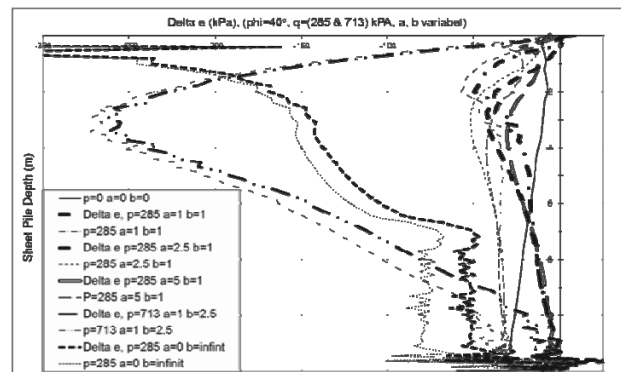 Delta e (kPa), (phi=40°, q=(285 & 713) kPA, a, b variabel)
Sheet Pile Depth (m)
p=0 a=0 b=0
Delta e, p=285 a=1 b=1
p=285 a=1 b=1
Delta e p=285 a=2.5 b=1
p=285 a=2.5 b=1
Delta e, p=285 a=5 b=1
P=285 a=5 b=1
Delta e, p=713 a=1 b=2.5
p=713 a=1 b=2.5
Delta e, p=285 a=0 b=infint
p=285 a=0 b=infinit